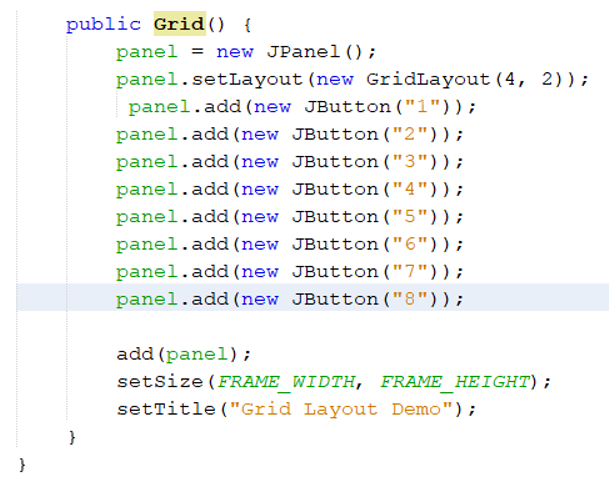 public Grid() {
panel = new JPanel();
panel.setLayout(new GridLayout(4, 2));
panel.add(new JButton("1"));
panel.add(new JButton("2"));
panel.add(new JButton("3"));
panel.add(new JButton("4"));
panel.add(new JButton("5"));
panel.add(new JButton("6"));
panel.add(new JButton("7"));
panel.add(new JButton("8"));
add(panel);
setSize(FRAME_WIDTH, FRAME_HEIGHT);
setTitle("Grid Layout Demo");
}
}